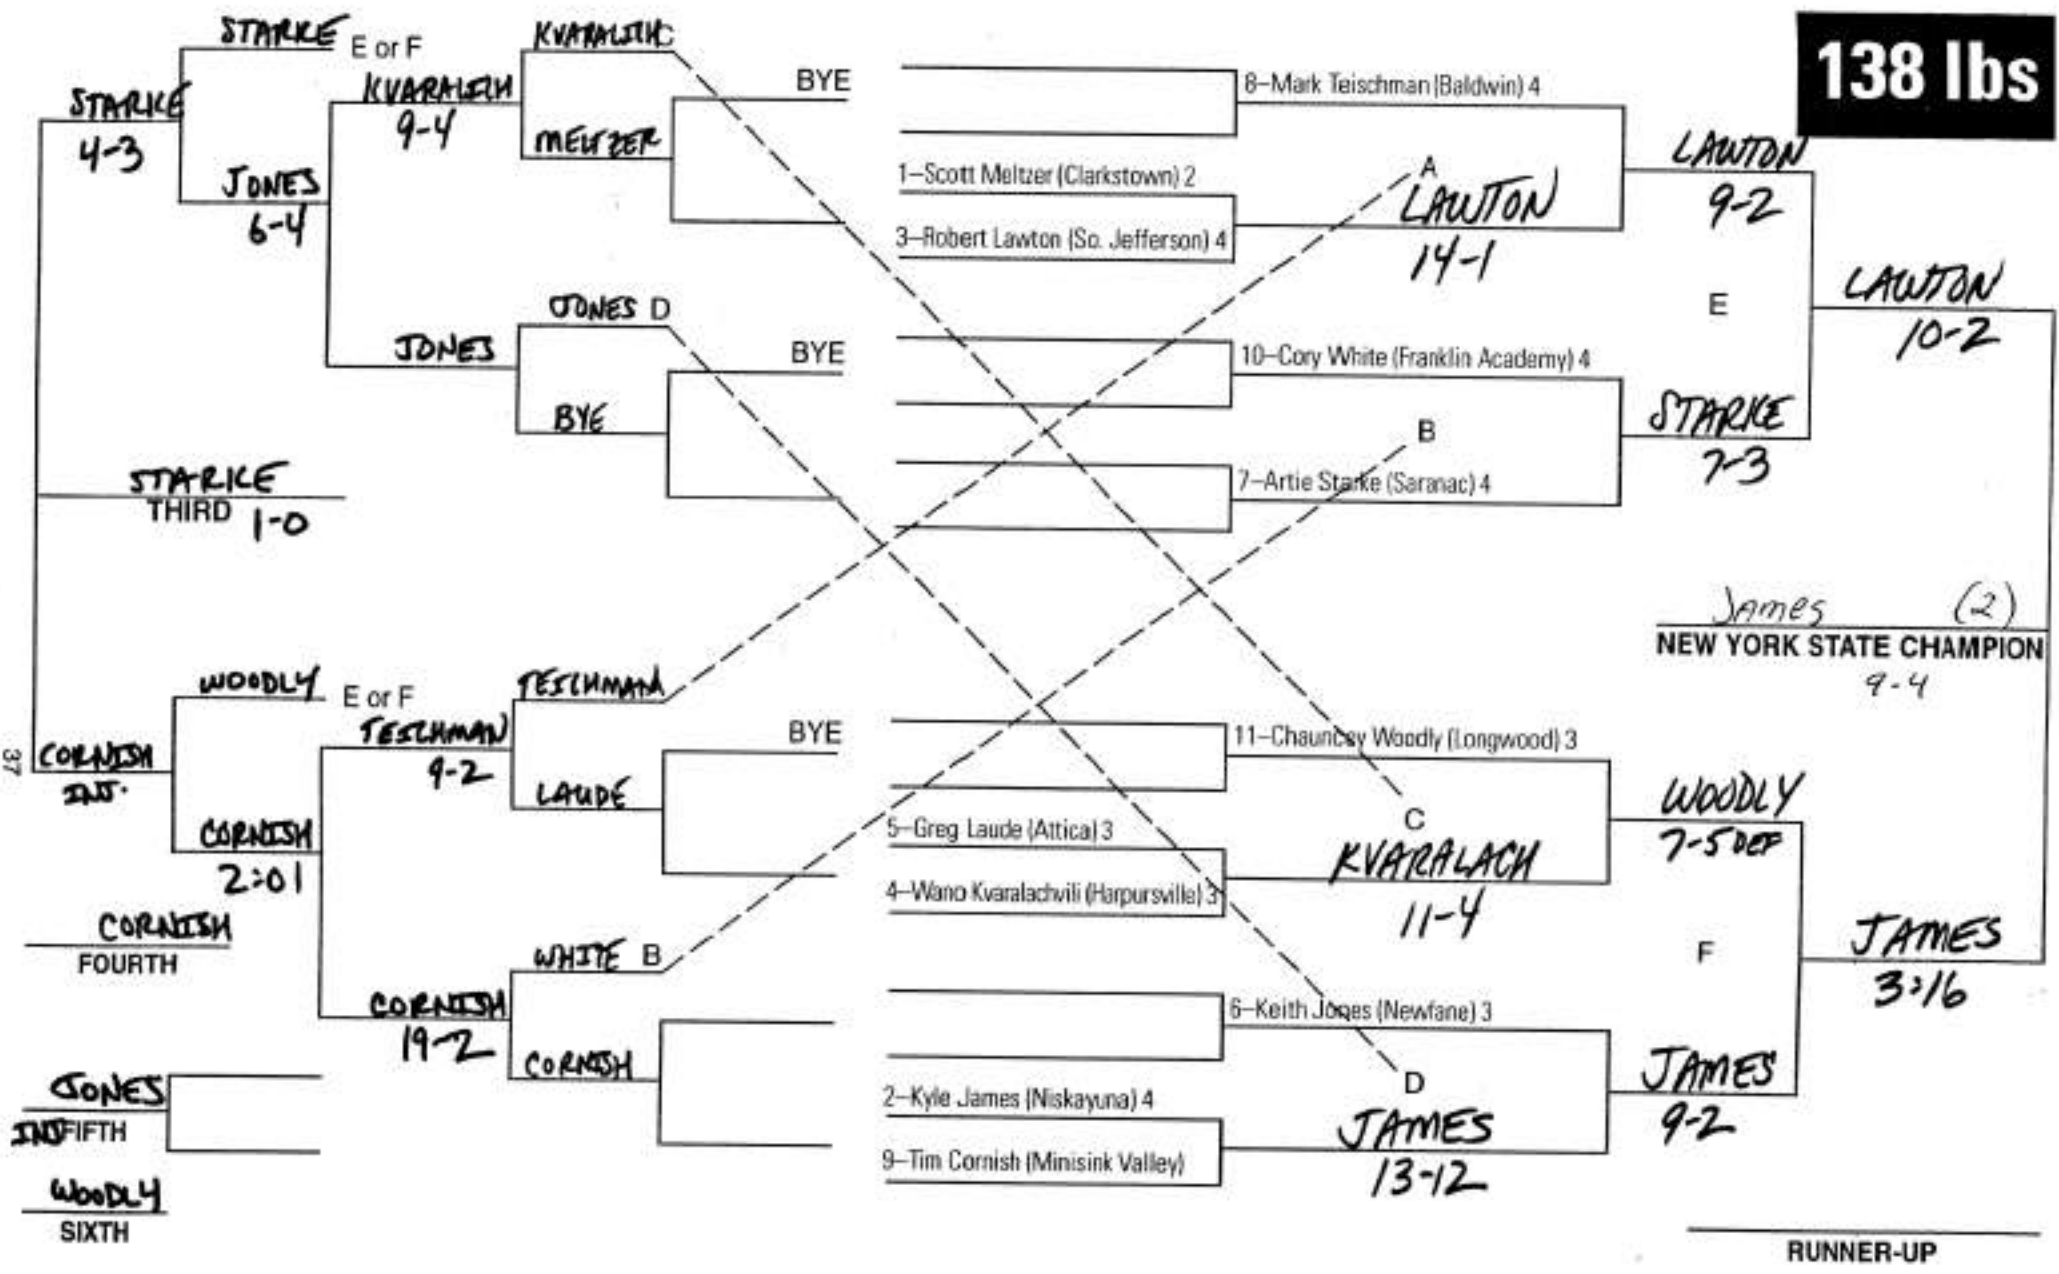 138 lbs
STARKE
E or F
KVARALITHC
BYE
8–Mark Teischman (Baldwin) 4
STARKE
4-3
KVARALITH
9-4
MELTZER
1–Scott Meltzer (Clarkstown) 2
A
LAWTON
14-1
LAWTON
9-2
JONES
6-4
3–Robert Lawton (So. Jefferson) 4
JONES D
E
LAWTON
10-2
JONES
BYE
10–Cory White (Franklin Academy) 4
BYE
B
STARKE
7-3
STARKE
THIRD 1-0
7–Artie Starke (Saranac) 4
James (2)
NEW YORK STATE CHAMPION
9-4
WOODLY
E or F
TEICHMAN
BYE
11–Chauncey Woodly (Longwood) 3
37
CORNISH
INJ.
TEICHMAN
9-2
LAUDE
5–Greg Laude (Attica) 3
C
KVARALACH
11-4
WOODLY
7-5 DEF
CORNISH
2:01
4–Wano Kvaralachvili (Harpursville) 3
CORNISH
FOURTH
WHITE B
F
JAMES
3:16
CORNISH
19-2
6–Keith Jones (Newfane) 3
CORNISH
D
JONES
INJ FIFTH
2–Kyle James (Niskayuna) 4
JAMES
13-12
JAMES
9-2
9–Tim Cornish (Minisink Valley)
WOODLY
SIXTH
RUNNER-UP